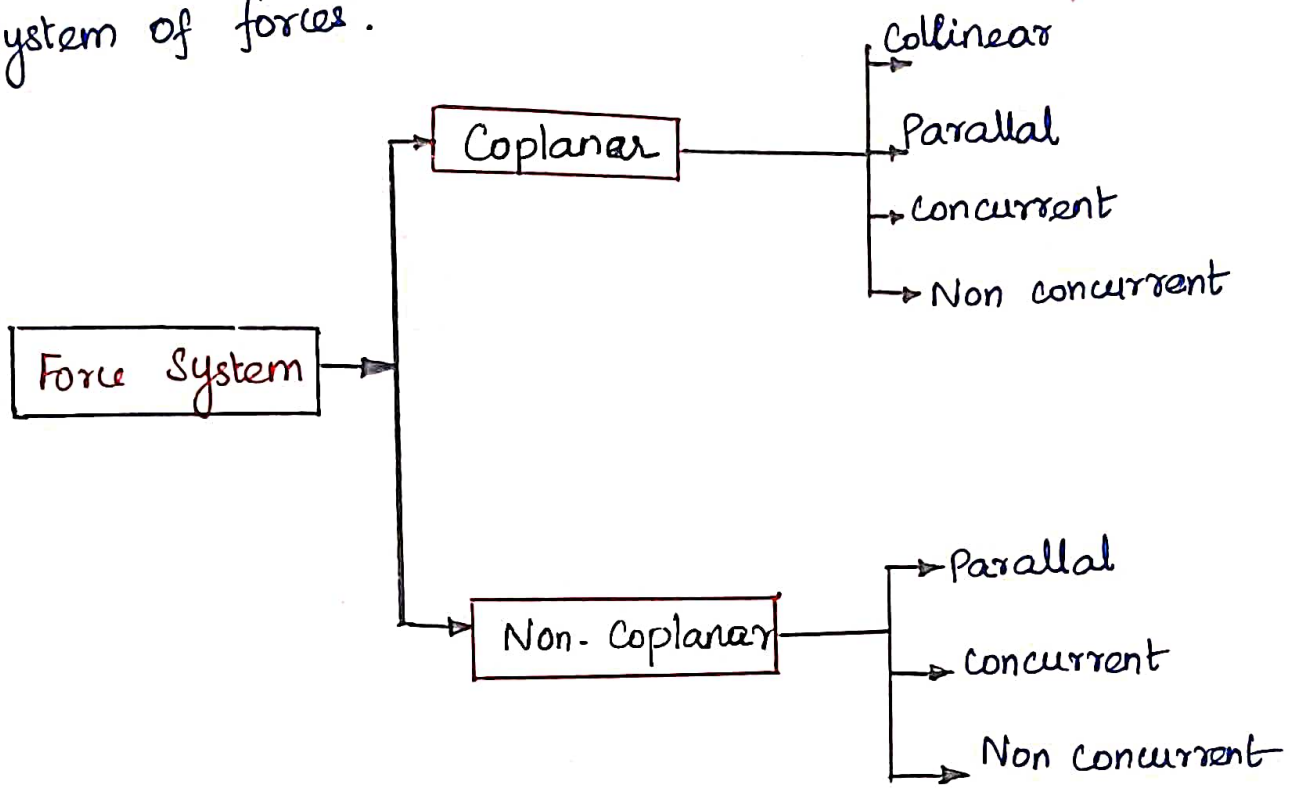 ystem of forces.
Collinear
Coplanar
Parallal
Concurrent
Non concurrent
Force System
Parallal
Non-Coplanar
Concurrent
Non concurrent